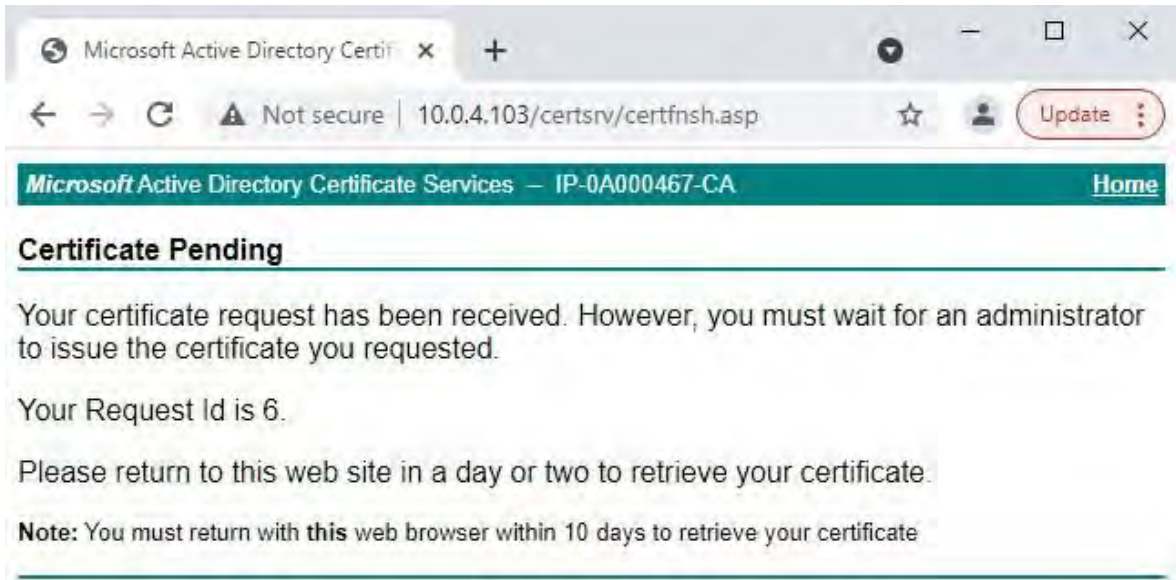 Microsoft Active Directory Certif
Not secure | 10.0.4.103/certsrv/certfnsh.asp
Update
Microsoft Active Directory Certificate Services -- IP-0A000467-CA
Home
Certificate Pending
Your certificate request has been received. However, you must wait for an administrator
to issue the certificate you requested.
Your Request Id is 6.
Please return to this web site in a day or two to retrieve your certificate.
Note: You must return with this web browser within 10 days to retrieve your certificate